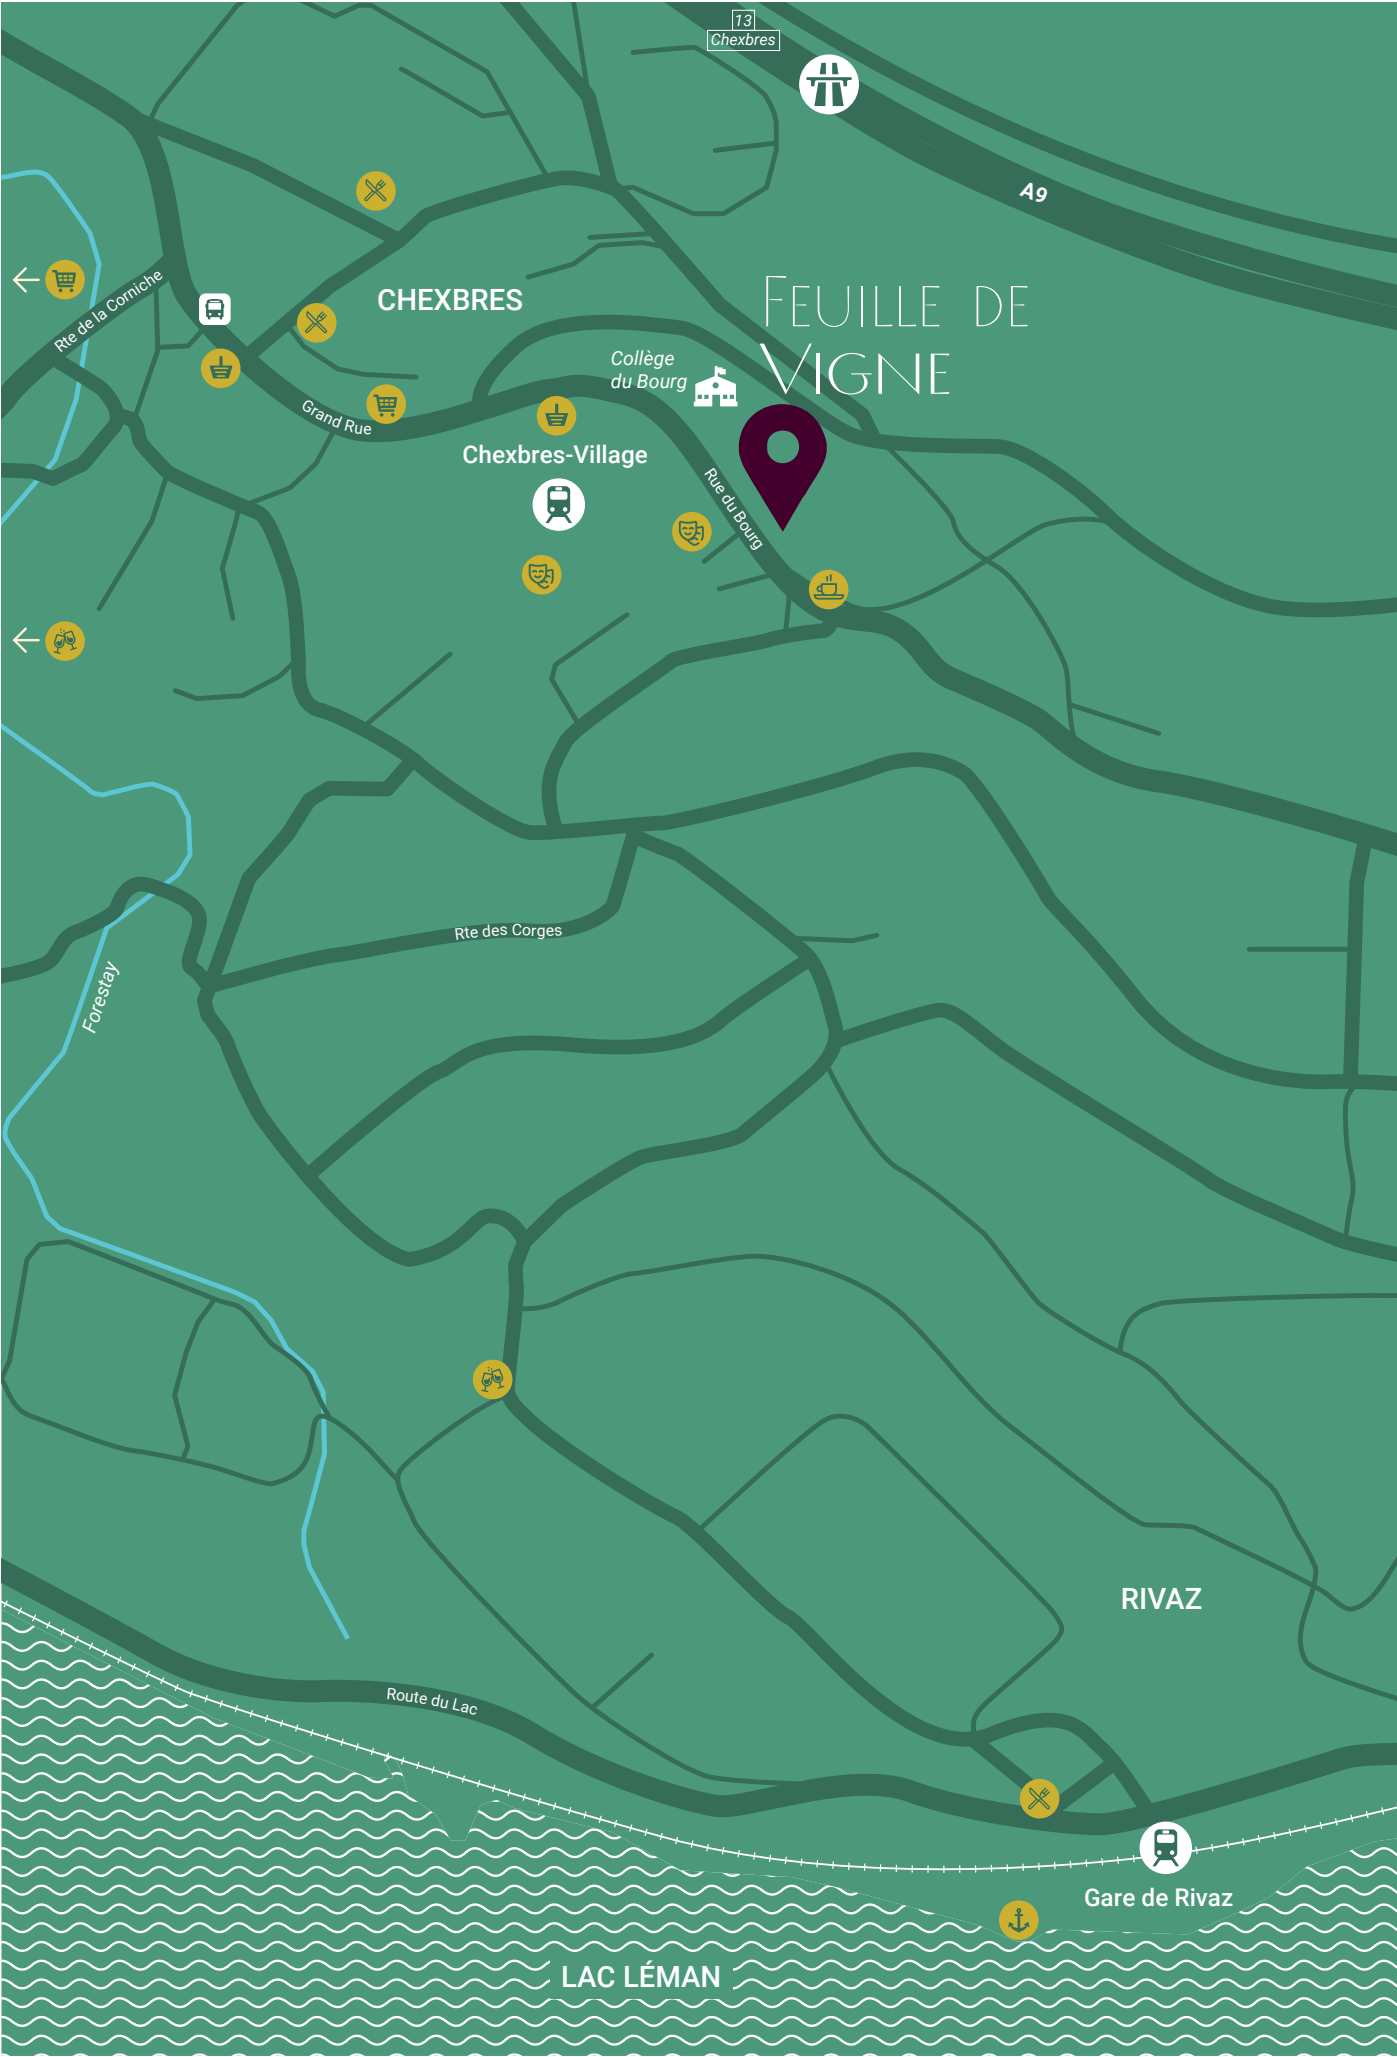 13
Chexbres
A9
Rte de la Corniche
CHEXBRES
FEUILLE DE
VIGNE
Collège
du Bourg
Grand Rue
Chexbres-Village
Rue du Bourg
Rte des Corges
Forestay
RIVAZ
Route du Lac
Gare de Rivaz
LAC LÉMAN